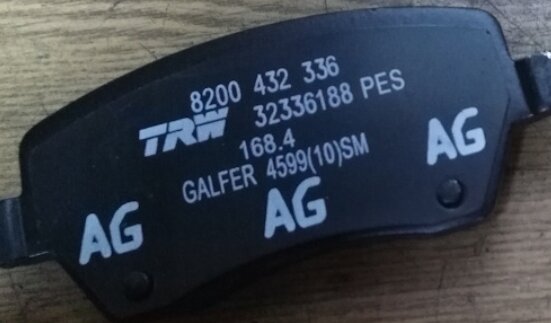 8200 432 336
TRW 32336188 PES
168.4
GALFER 4599(10)SM
AG AG AG